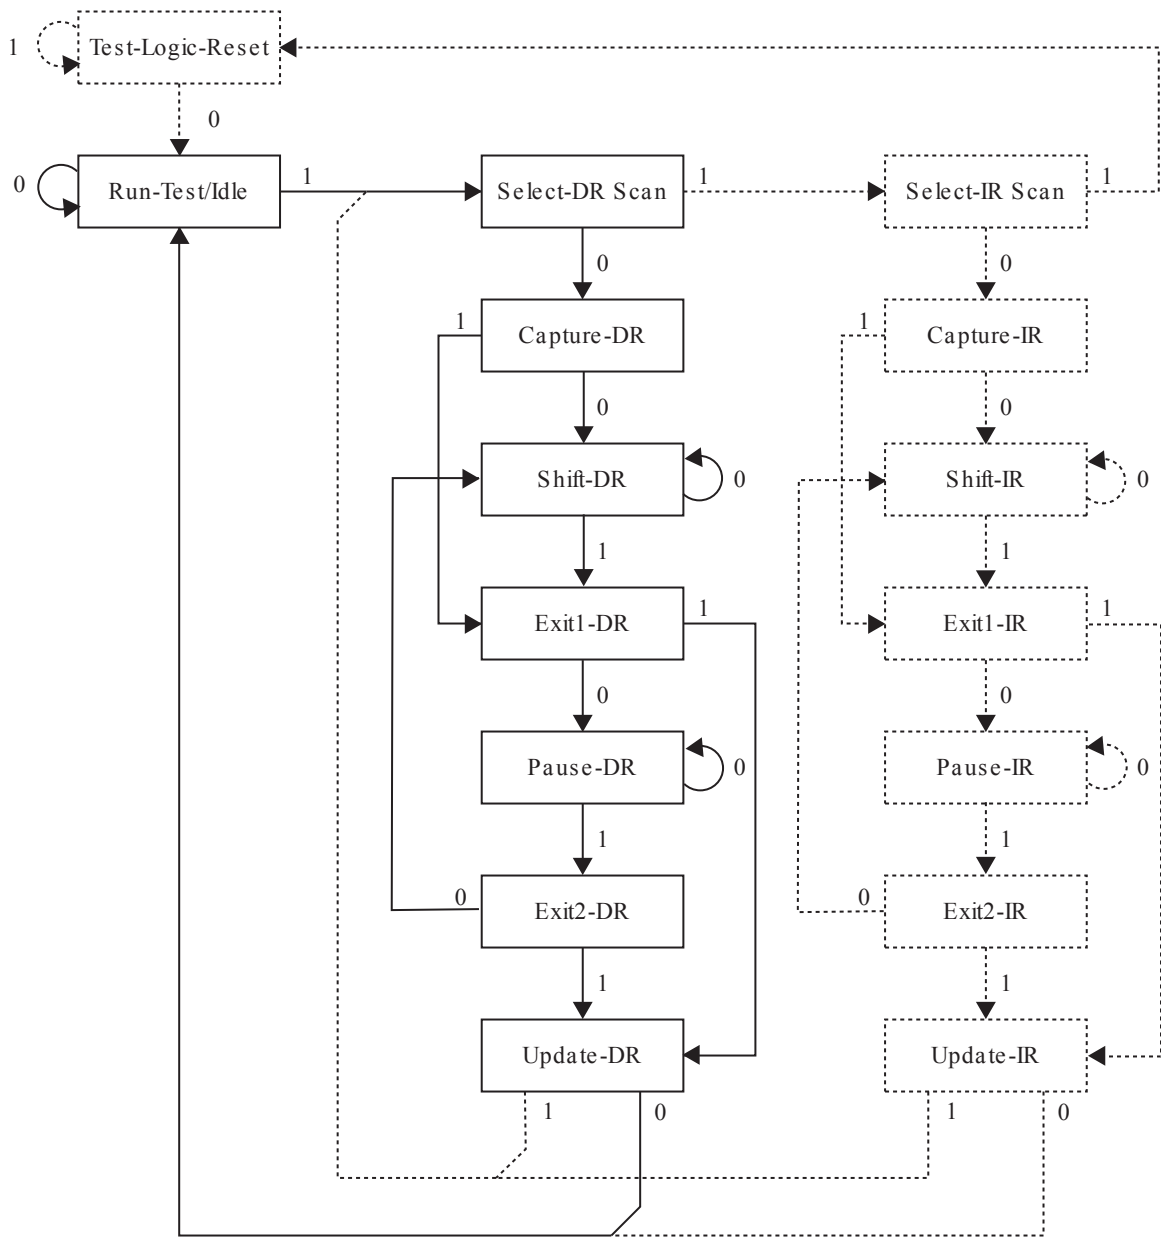 1 Test-Logic-Reset
0
0 Run-Test/Idle 1 Select-DR Scan 1 Select-IR Scan 1
0 0
1 Capture-DR 1 Capture-IR
0 0
Shift-DR 0 Shift-IR 0
1 1
Exit1-DR 1 Exit1-IR 1
0 0
Pause-DR 0 Pause-IR 0
1 1
0 Exit2-DR 0 Exit2-IR
1 1
Update-DR Update-IR
1 0 1 0